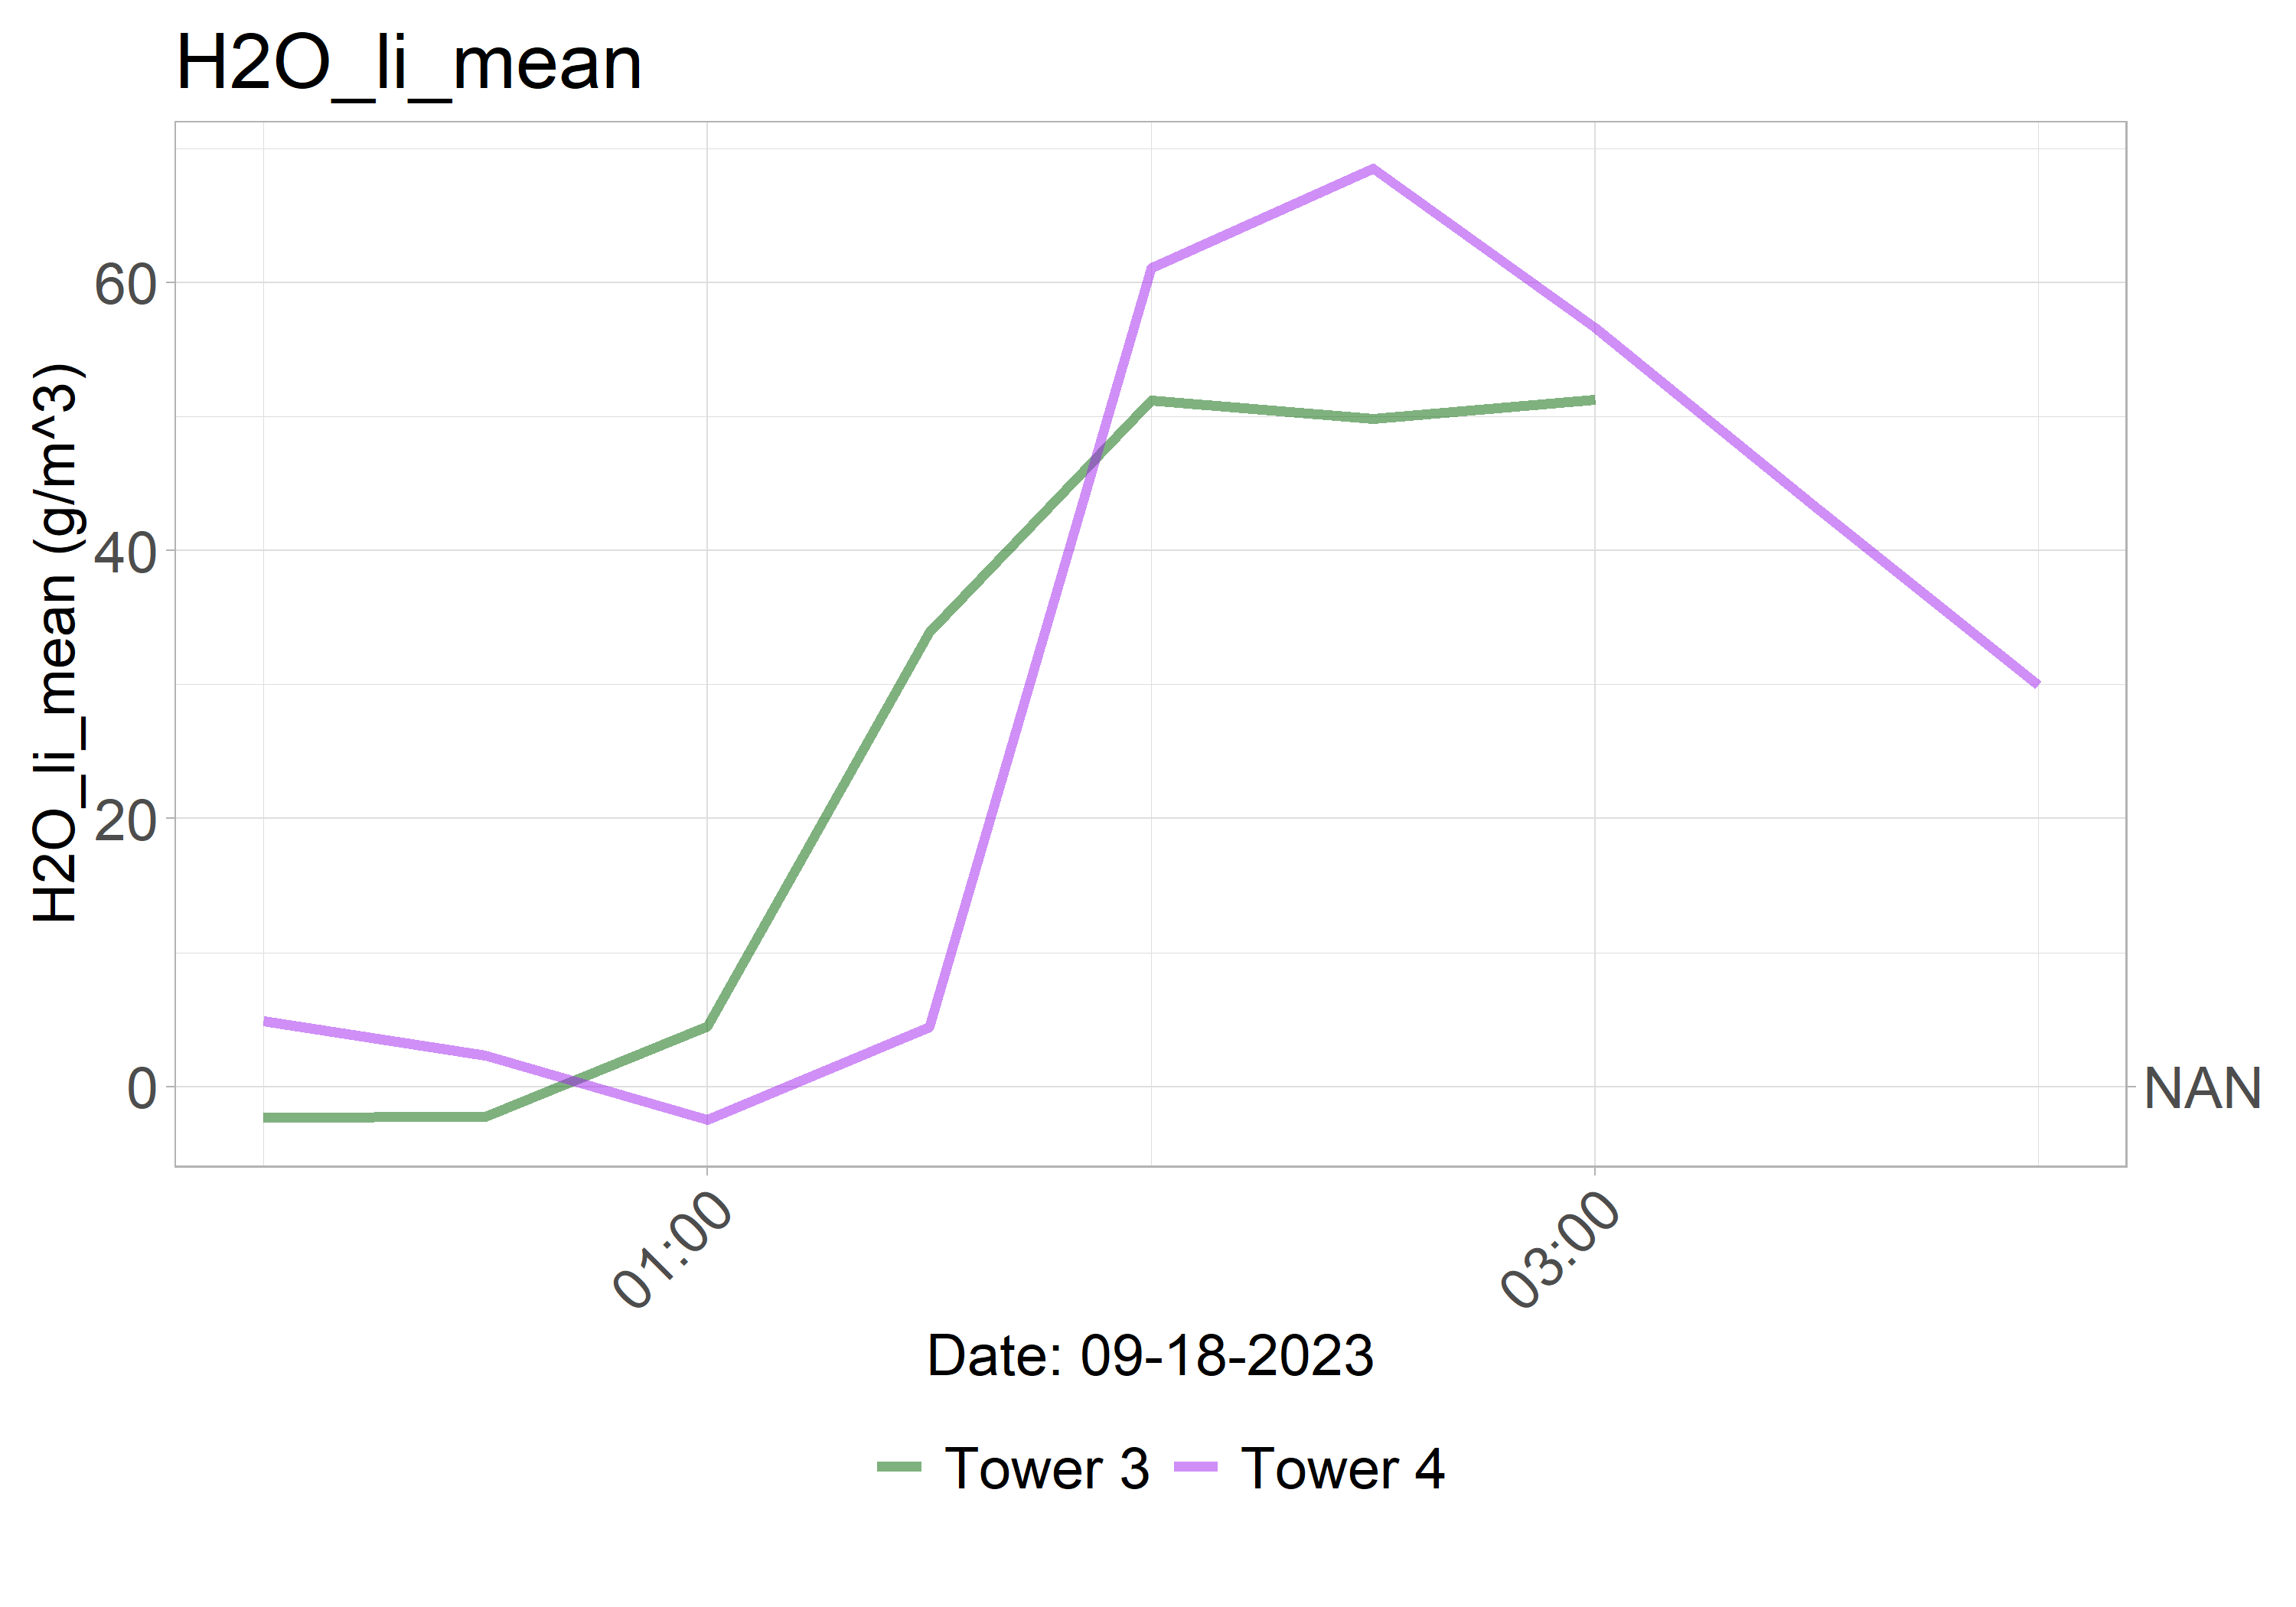 H2O_li_mean
H2O_li_mean (g/m^3)
60
40
20
0
NAN
01:00
03:00
Date: 09-18-2023
Tower 3 Tower 4